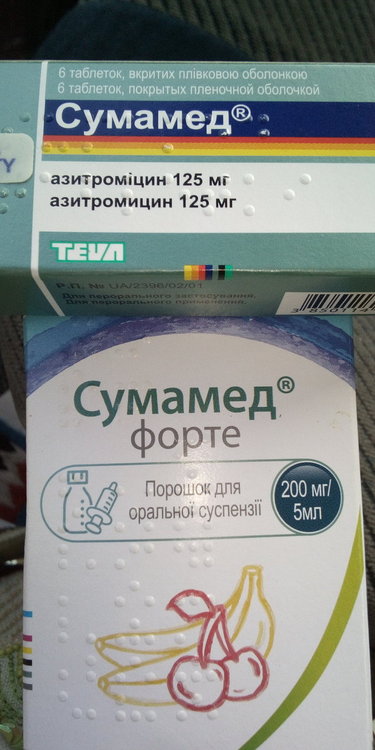 6 таблеток, вкритих плівковою оболонкою
6 таблеток, покрытых пленочной оболочкой
Сумамед®
азитроміцин 125 мг
азитромицин 125 мг
TEVA
Р.П. № UA/2396/02/01
Для перорального застосування.
Для перорального применения.
Сумамед®
форте
Порошок для
оральної суспензії
200 мг/
5мл